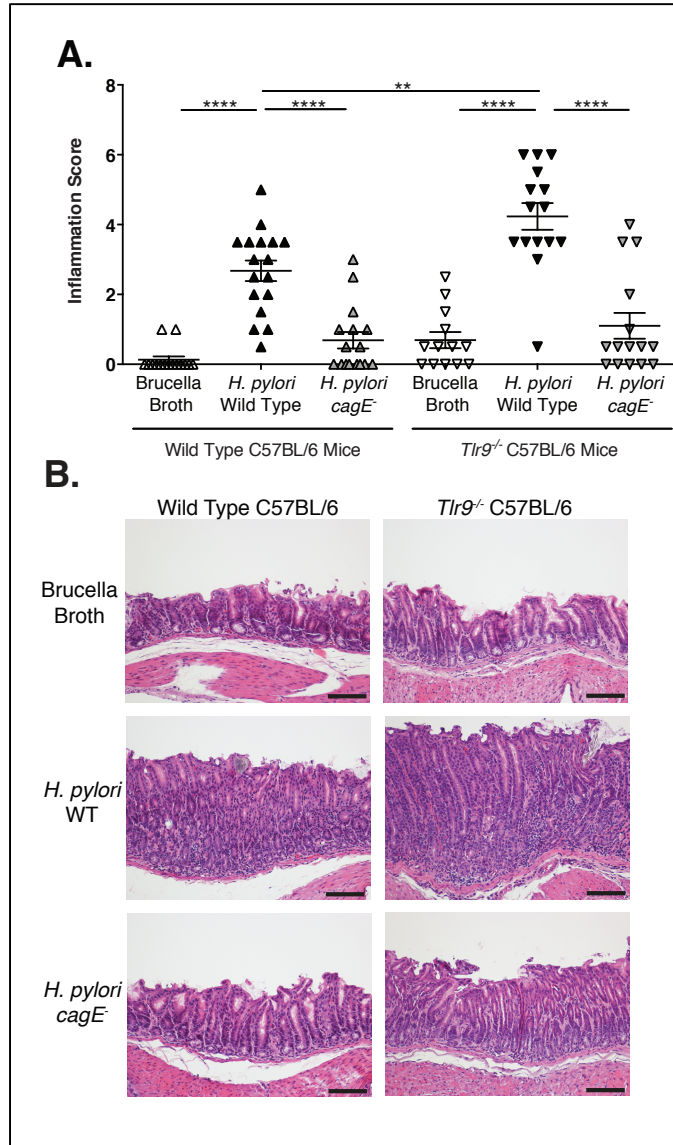 A.
**
**** **** **** ****
8
6
4
2
0
Inflammation Score
Brucella
Broth
H. pylori
Wild Type
H. pylori
cagE-
Brucella
Broth
H. pylori
Wild Type
H. pylori
cagE-
Wild Type C57BL/6 Mice
Tlr9-/- C57BL/6 Mice
B.
Wild Type C57BL/6
Tlr9-/- C57BL/6
Brucella
Broth
H. pylori
WT
H. pylori
cagE-